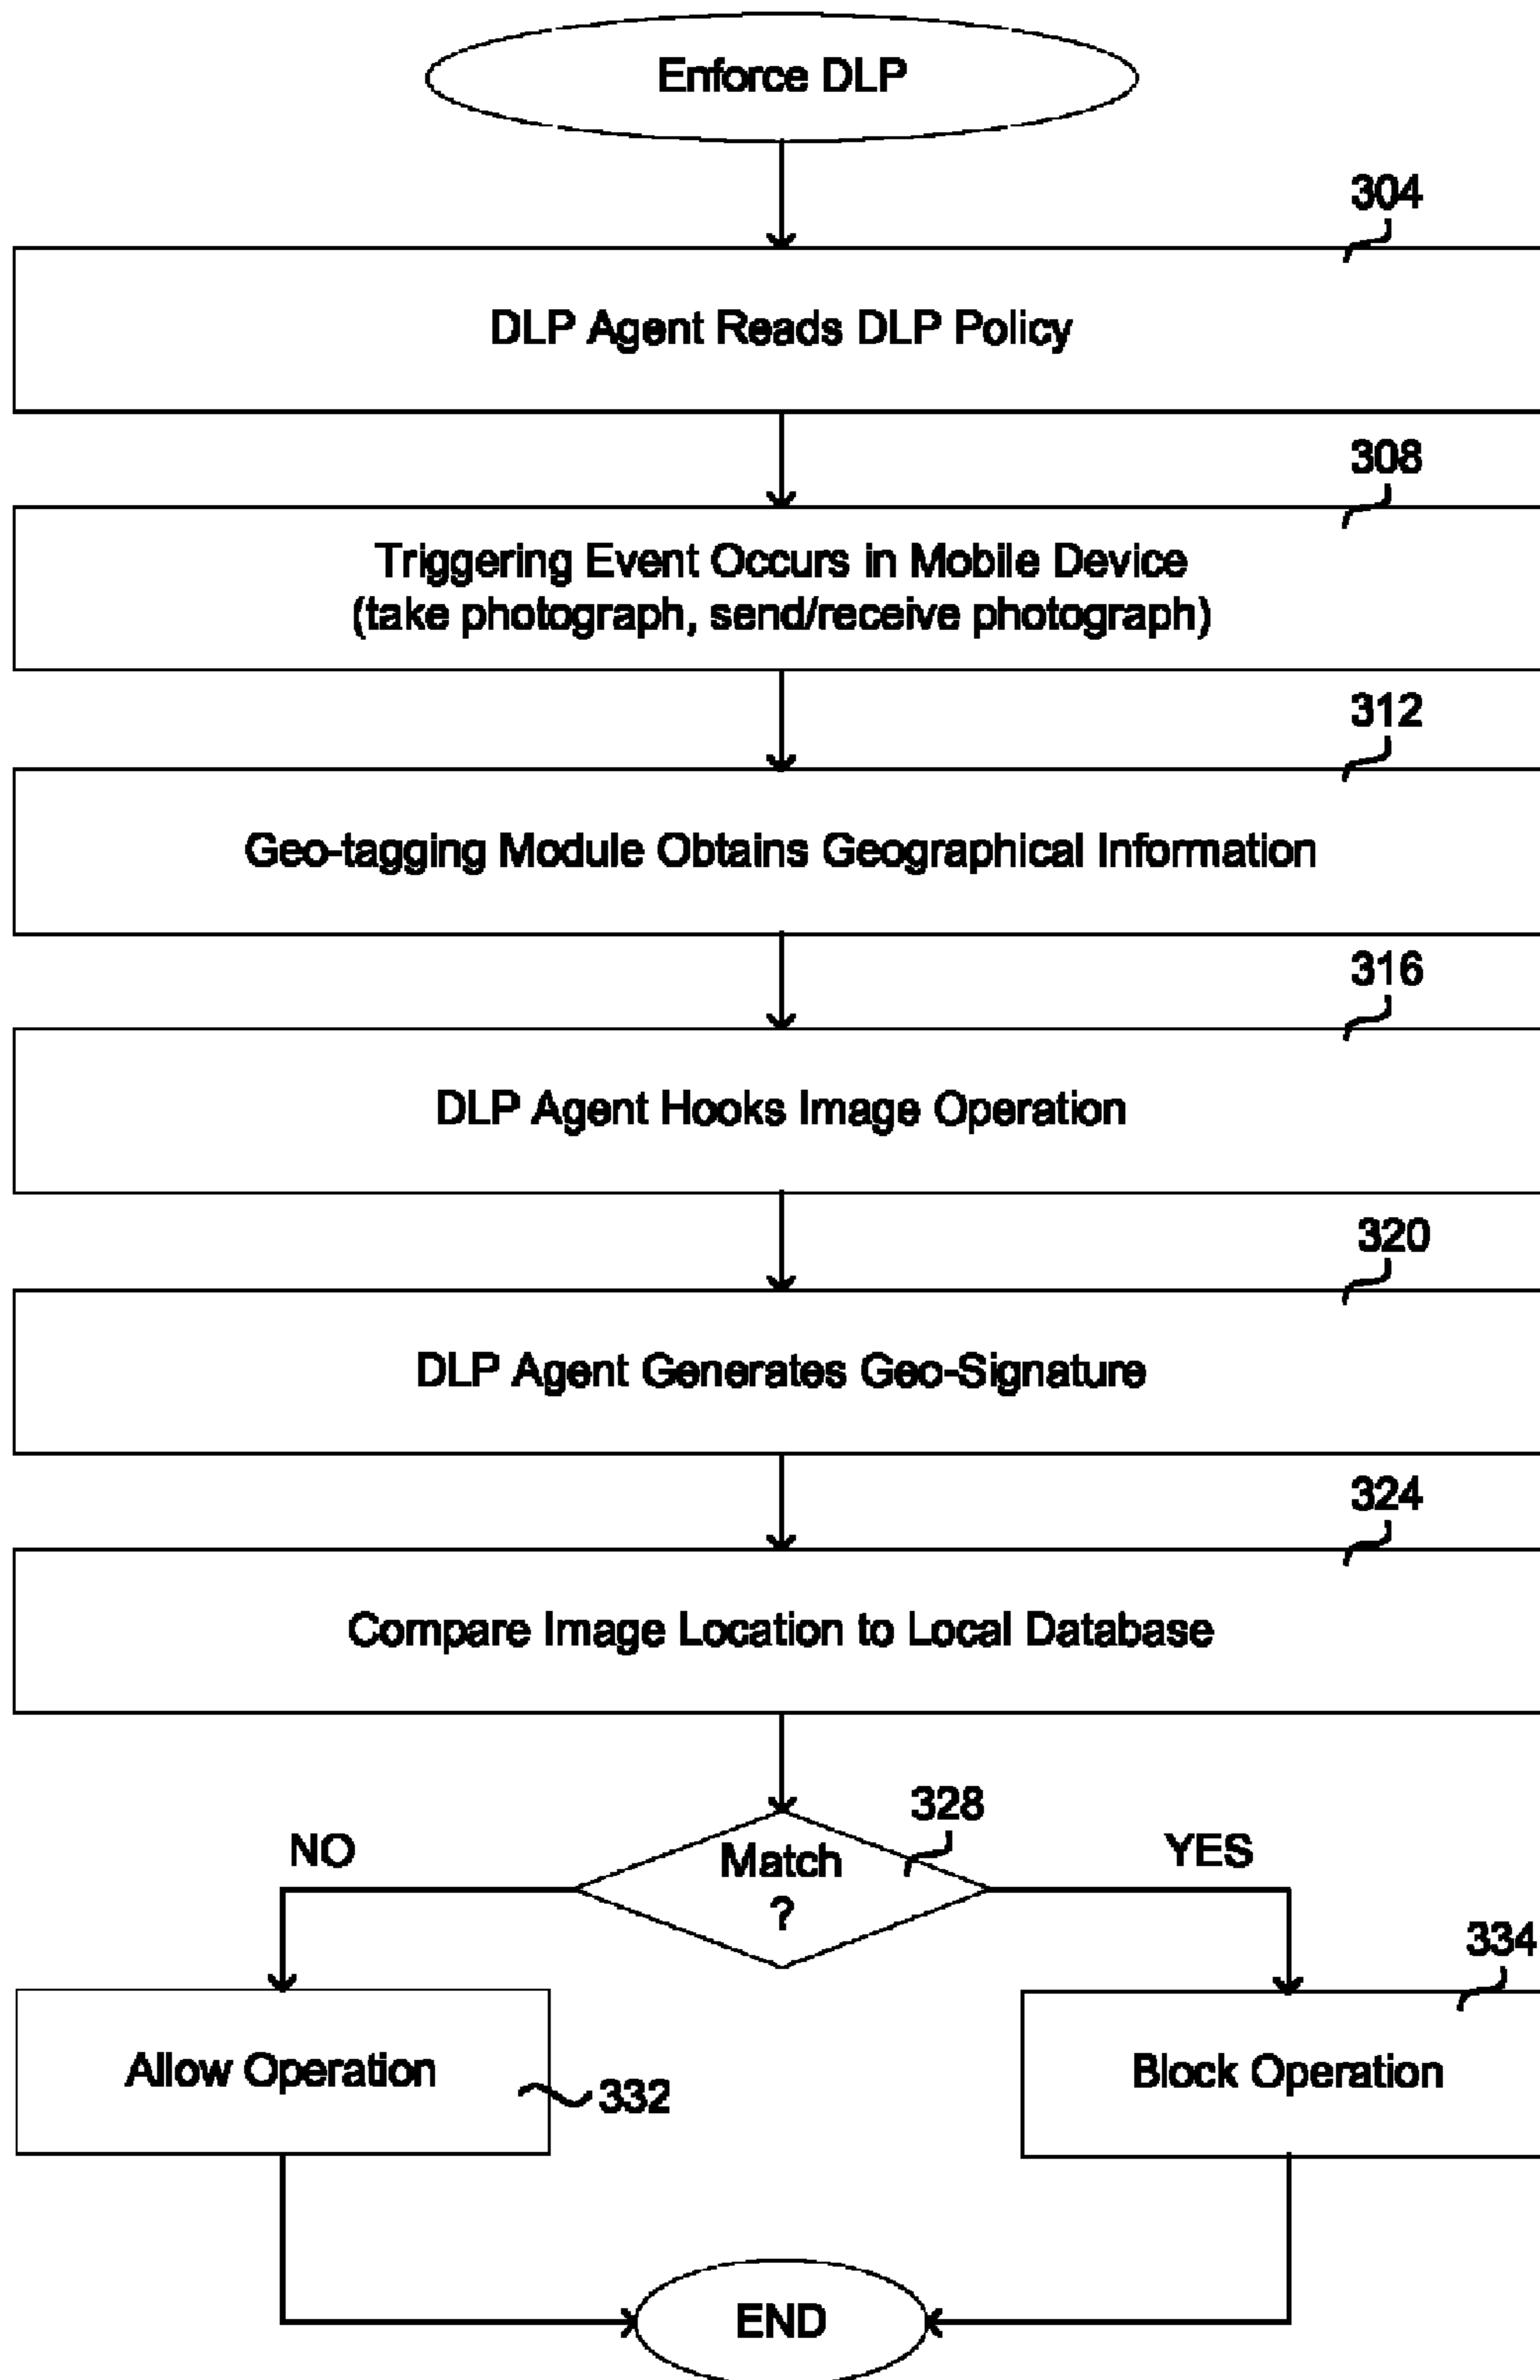 Enforce DLP
304
DLP Agent Reads DLP Policy
308
Triggering Event Occurs in Mobile Device
(take photograph, send/receive photograph)
312
Geo-tagging Module Obtains Geographical Information
316
DLP Agent Hooks Image Operation
320
DLP Agent Generates Geo-Signature
324
Compare Image Location to Local Database
328
NO
Match
?
YES
334
Allow Operation
332
Block Operation
END